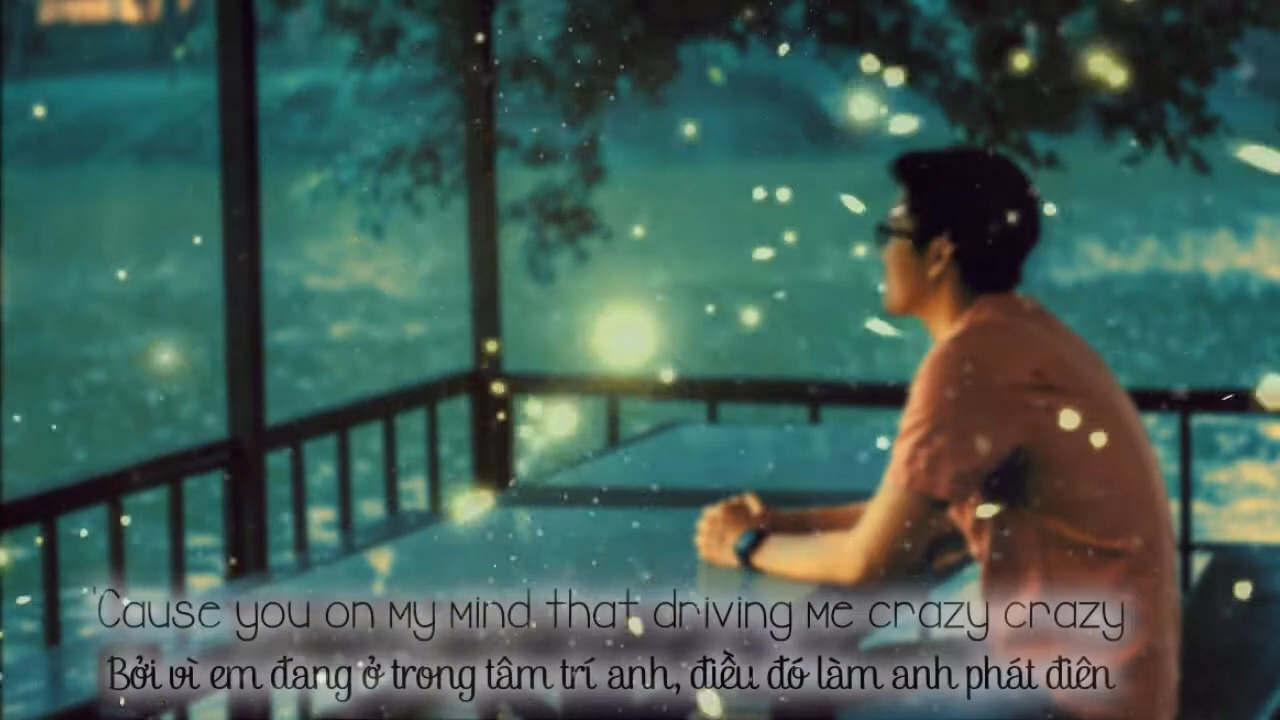 'Cause you on my mind that driving me crazy crazy
Bởi vì em đang ở trong tâm trí anh, điều đó làm anh phát điên